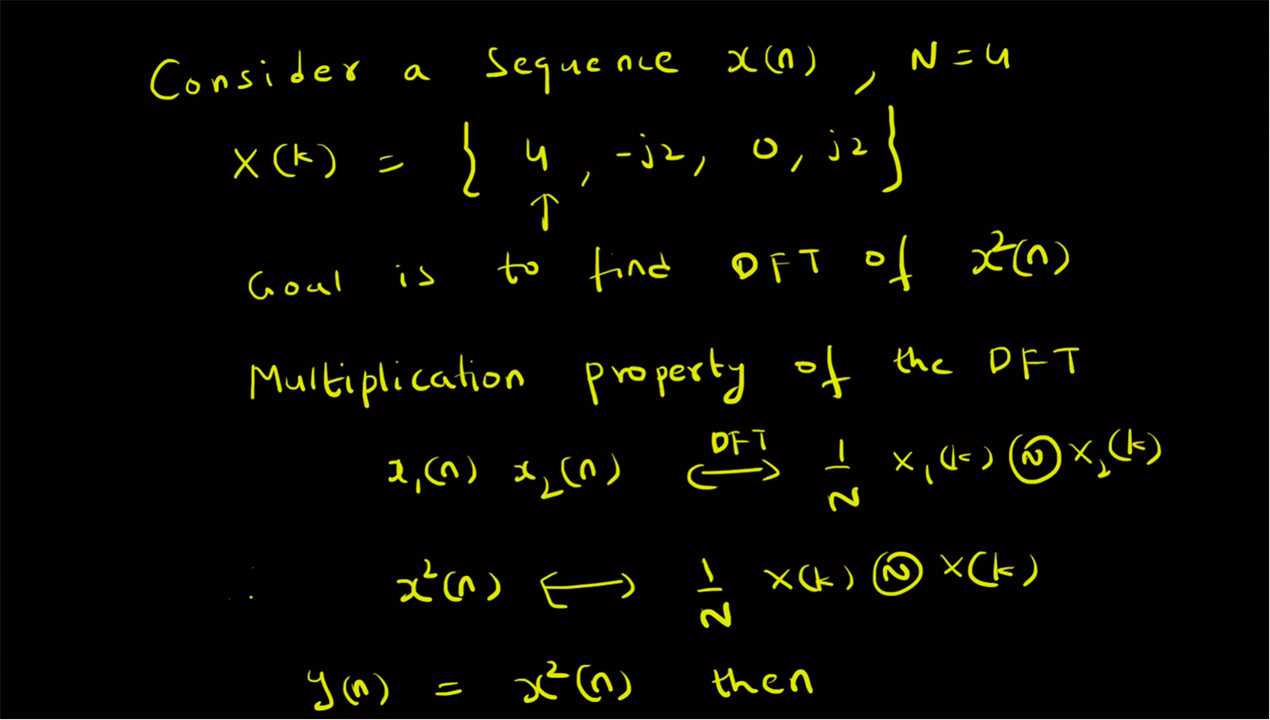 Consider a sequence x(n), N=4
X(k) = { 4, -j2, 0, j2}
↑
Goal is to find DFT of x²(n)
Multiplication property of the DFT
x₁(n) x₂(n) ⟷ DFT 1/N X₁(k) Ⓝ X₂(k)
∴ x²(n) ⟷ 1/N X(k) Ⓝ X(k)
y(n) = x²(n) then